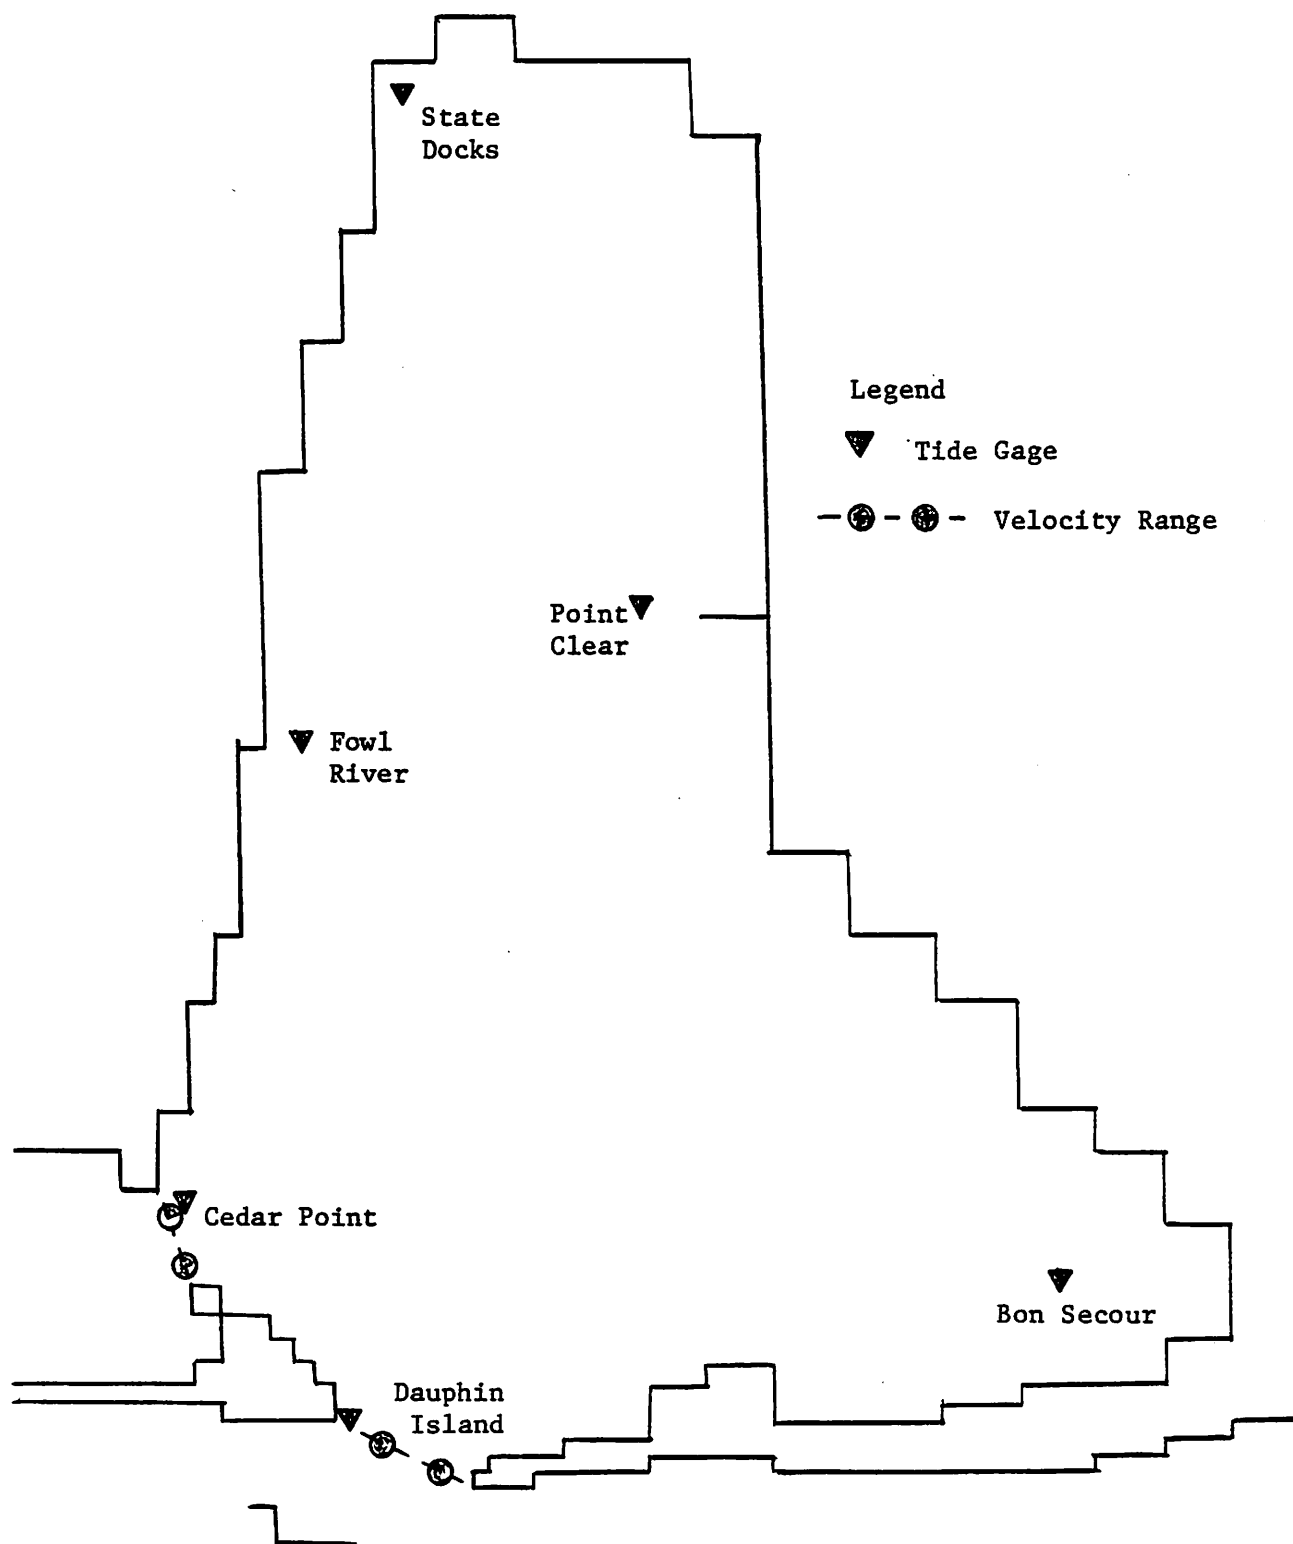 State
Docks
Legend
Tide Gage
Velocity Range
Point
Clear
Fowl
River
Cedar Point
Bon Secour
Dauphin
Island